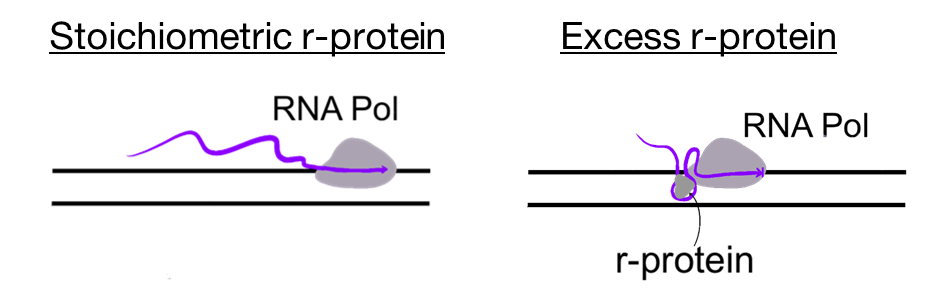 Stoichiometric r-protein
Excess r-protein
RNA Pol
RNA Pol
r-protein